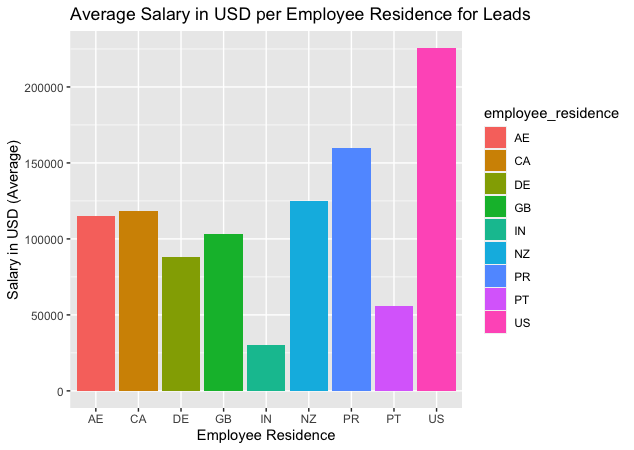 Average Salary in USD per Employee Residence for Leads
Salary in USD (Average)
200000
150000
100000
50000
0
AE CA DE GB IN NZ PR PT US
Employee Residence
employee_residence
AE
CA
DE
GB
IN
NZ
PR
PT
US